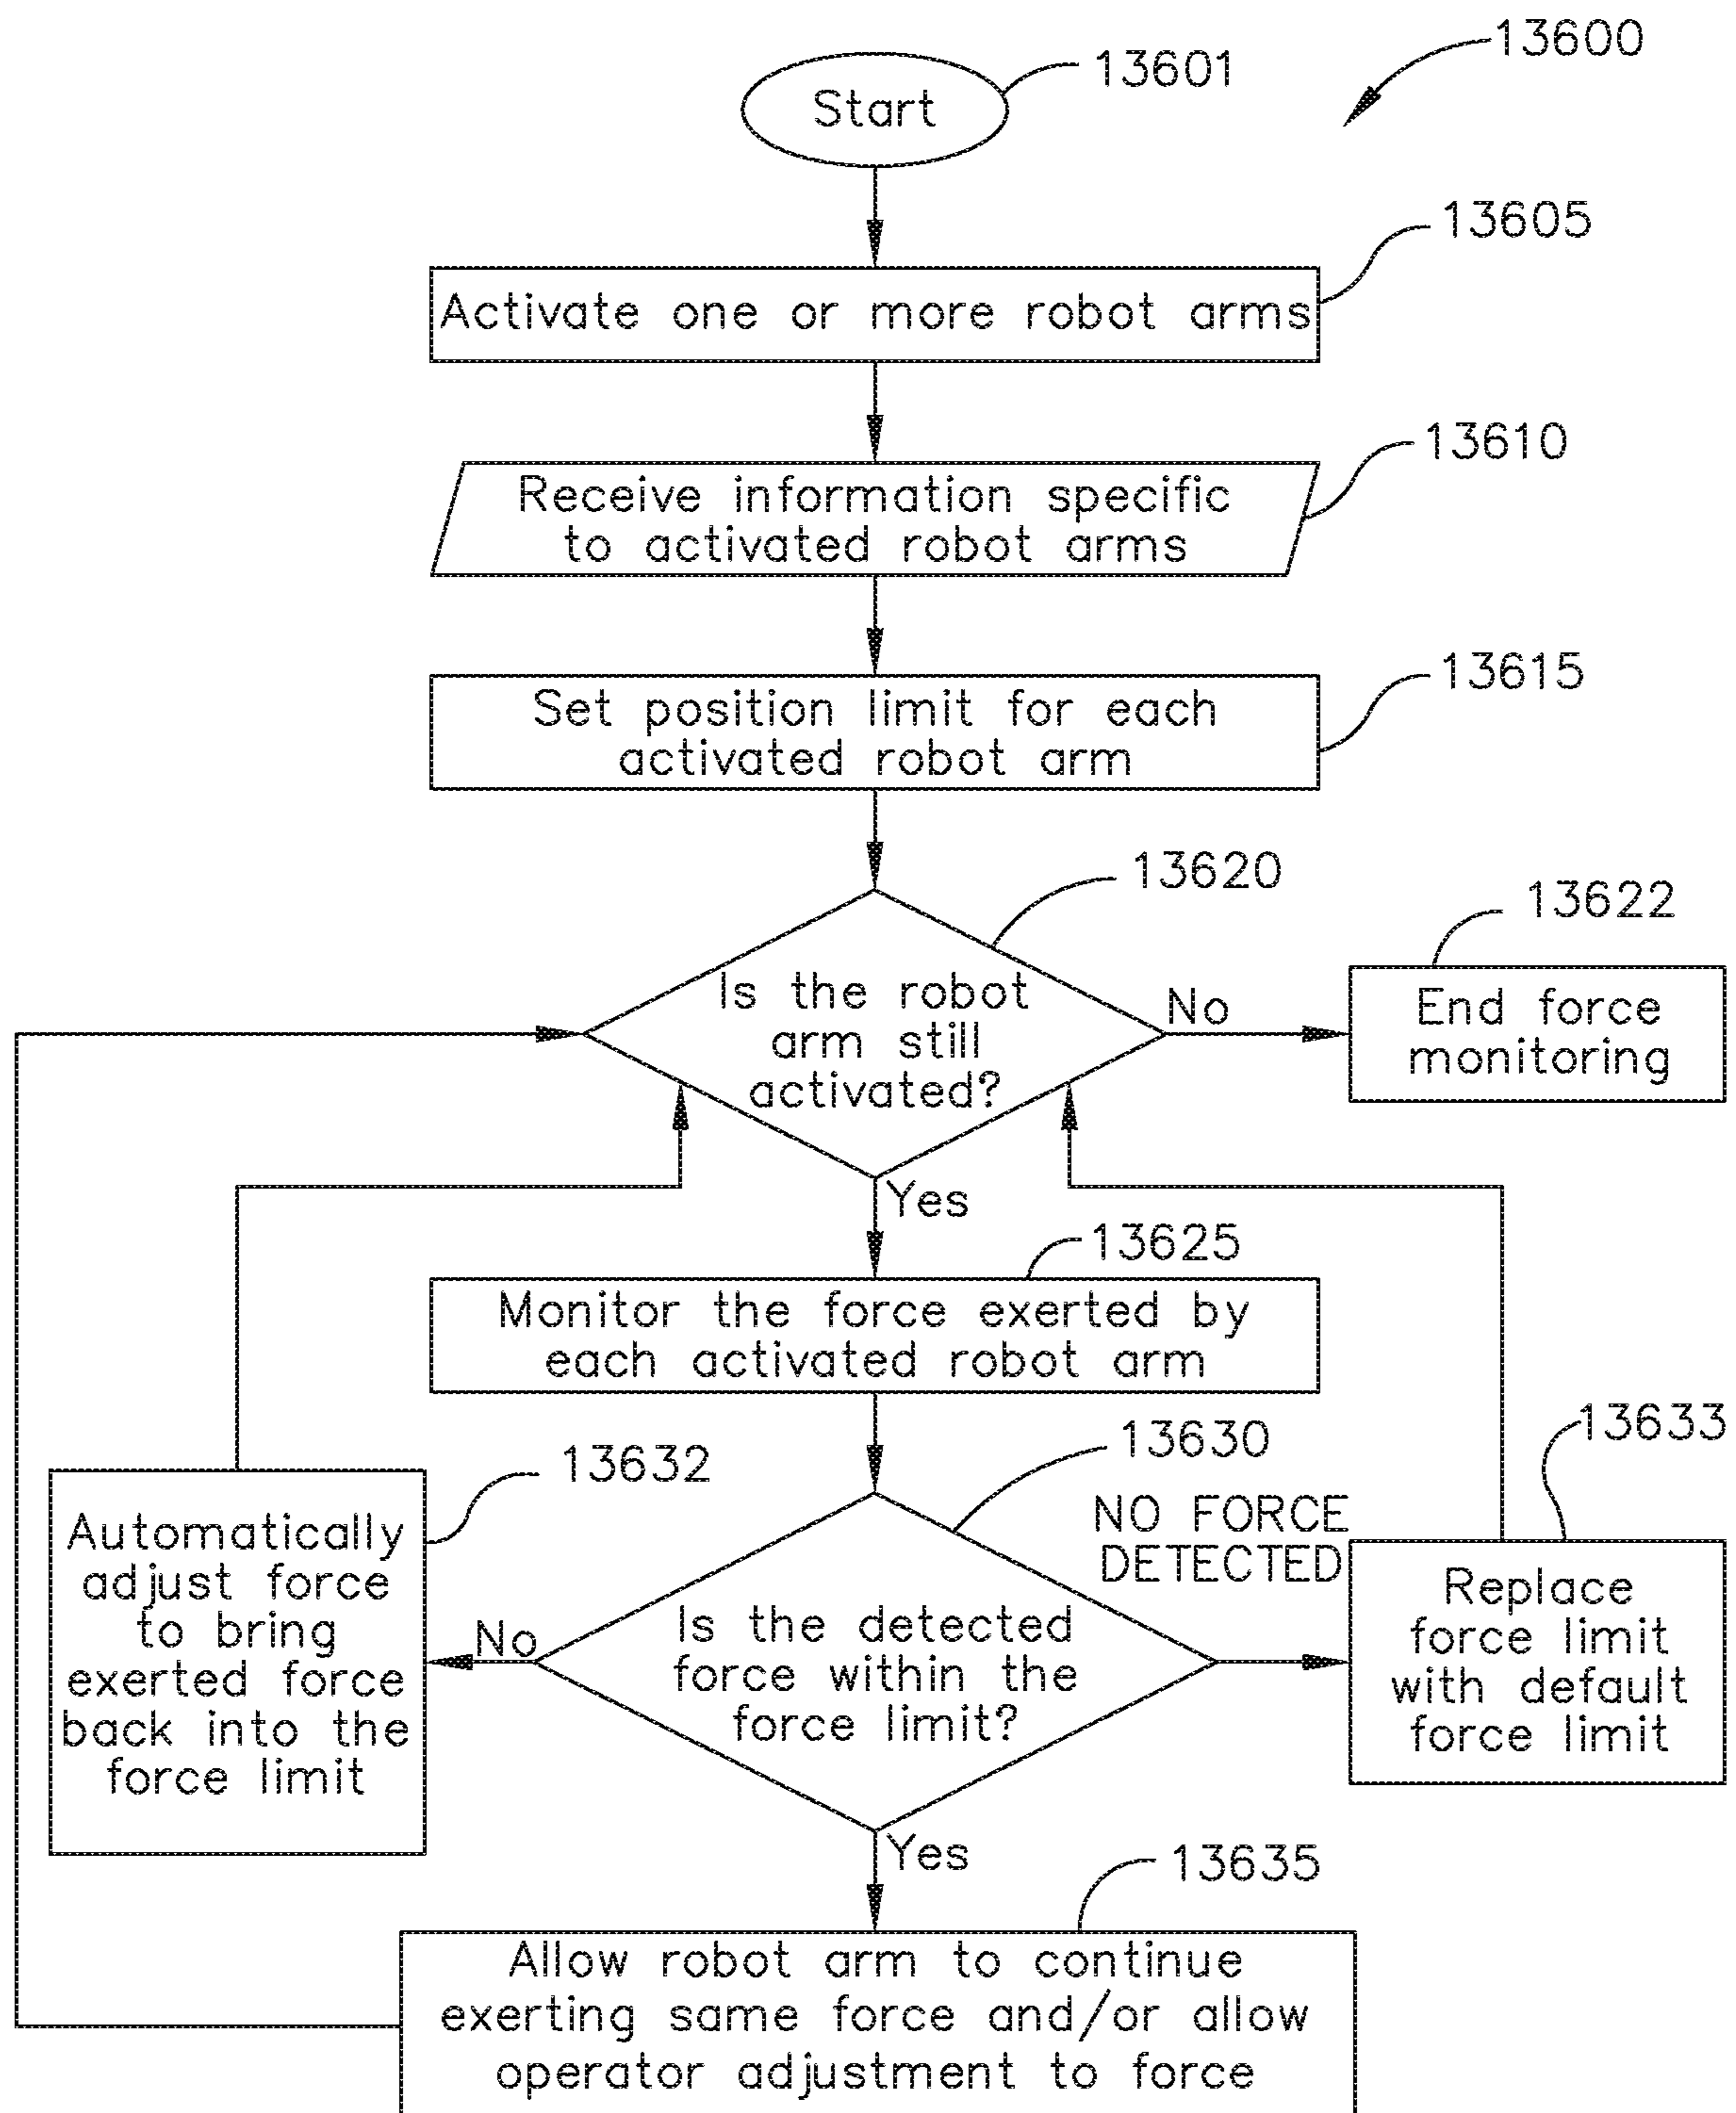 13600
Start
13601
13605
Activate one or more robot arms
13610
Receive information specific
to activated robot arms
13615
Set position limit for each
activated robot arm
13620
Is the robot
arm still
activated?
No
13622
End force
monitoring
Yes
13625
Monitor the force exerted by
each activated robot arm
13630
13632
Automatically
adjust force
to bring
exerted force
back into the
force limit
No
Is the detected
force within the
force limit?
NO FORCE
DETECTED
13633
Replace
force limit
with default
force limit
Yes
13635
Allow robot arm to continue
exerting same force and/or allow
operator adjustment to force